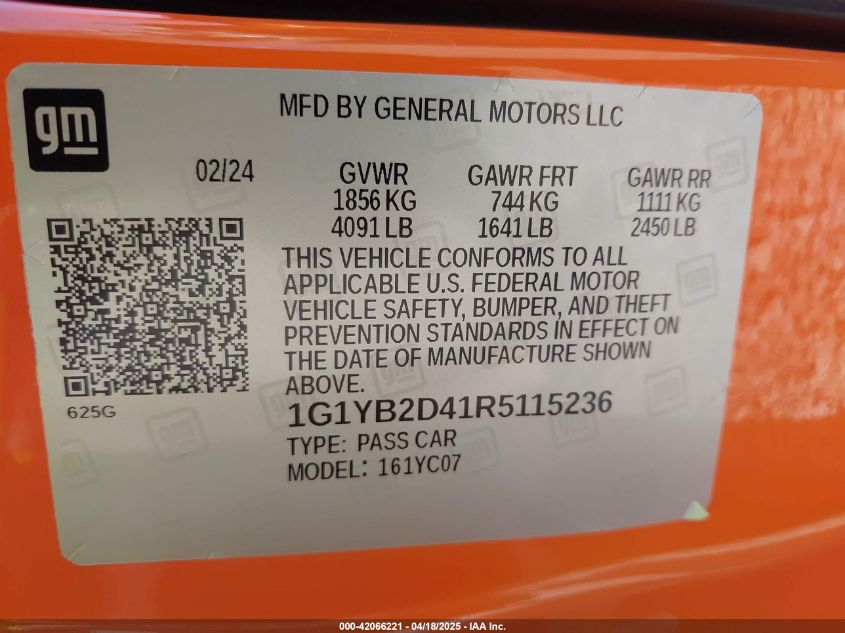 gm
MFD BY GENERAL MOTORS LLC
02/24
GVWR GAWR FRT GAWR RR
1856 KG 744 KG 1111 KG
4091 LB 1641 LB 2450 LB
THIS VEHICLE CONFORMS TO ALL
APPLICABLE U.S. FEDERAL MOTOR
VEHICLE SAFETY, BUMPER, AND THEFT
PREVENTION STANDARDS IN EFFECT ON
THE DATE OF MANUFACTURE SHOWN
ABOVE.
625G
1G1YB2D41R5115236
TYPE: PASS CAR
MODEL: 161YC07
000-42066221 - 04/18/2025 - IAA Inc.